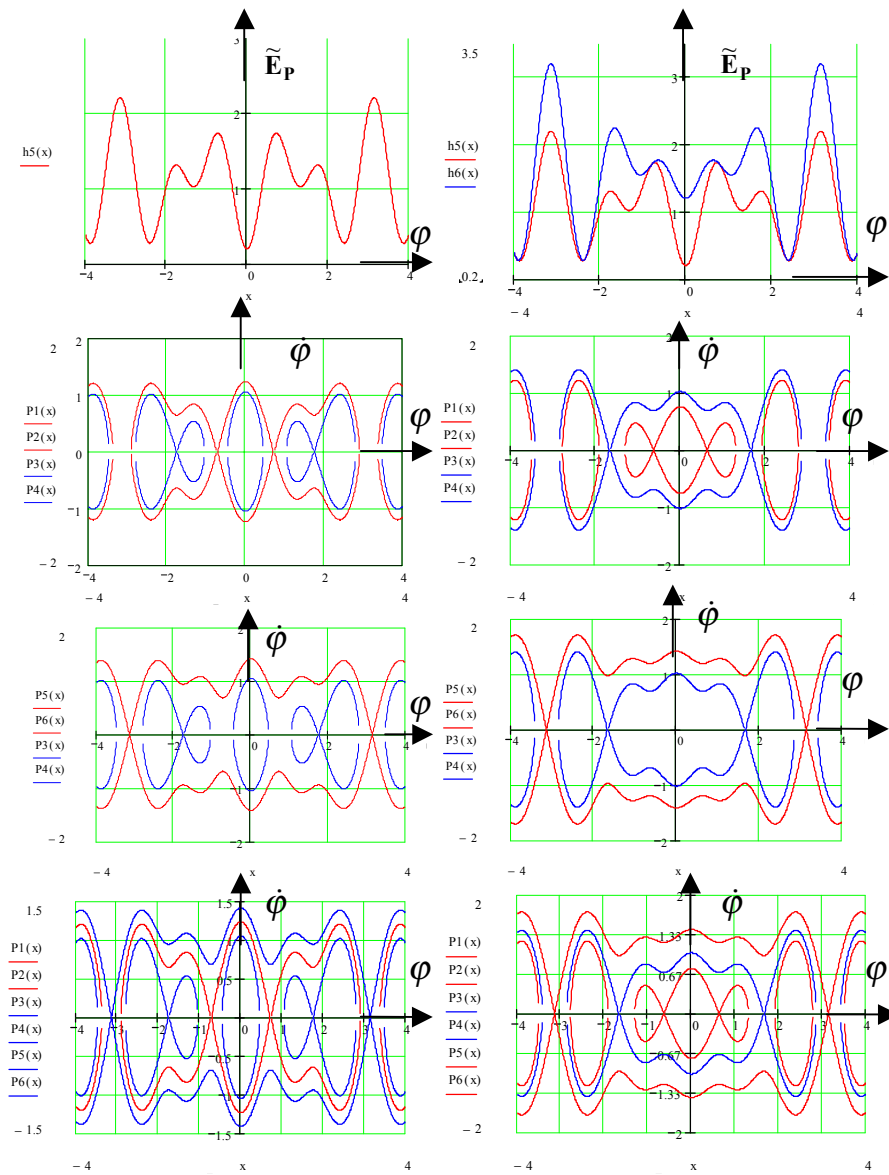 3
Ẽ_P
2
h5(x)
1
φ
−4 −2 0 2 4
x
3.5
Ẽ_P
3
h5(x)
2
h6(x)
1
φ
0.2
−4 −2 0 2 4
− 4 x 4
2 2
φ̇
P1(x)
1
P2(x)
φ
0
P3(x)
P4(x)
−1
− 2 −2
−4 −2 0 2 4
− 4 x 4
2 2
φ̇
P1(x)
1
P2(x)
φ
−4 −2 0 2 4
P3(x)
P4(x)
−1
− 2 −2
− 4 x 4
2 2
φ̇
P5(x)
1
P6(x)
φ
−4 −2 0 2 4
P3(x)
P4(x)
−1
− 2 −2
− 4 x 4
2 2
φ̇
P5(x)
1
P6(x)
φ
−4 −2 0 2 4
P3(x)
P4(x)
−1
− 2 −2
− 4 x 4
1.5 1.5
φ̇
P1(x)
1
P2(x)
0.5
φ
P3(x)
−4 −3 −2 −1 0 1 2 3 4
P4(x)
−0.5
P5(x)
−1
P6(x)
− 1.5 −1.5
− 4 x 4
2 2
φ̇
P1(x)
1.33
P2(x)
0.67
φ
P3(x)
−4 −3 −2 −1 0 1 2 3 4
P4(x)
−0.67
P5(x)
−1.33
P6(x)
− 2 −2
− 4 x 4